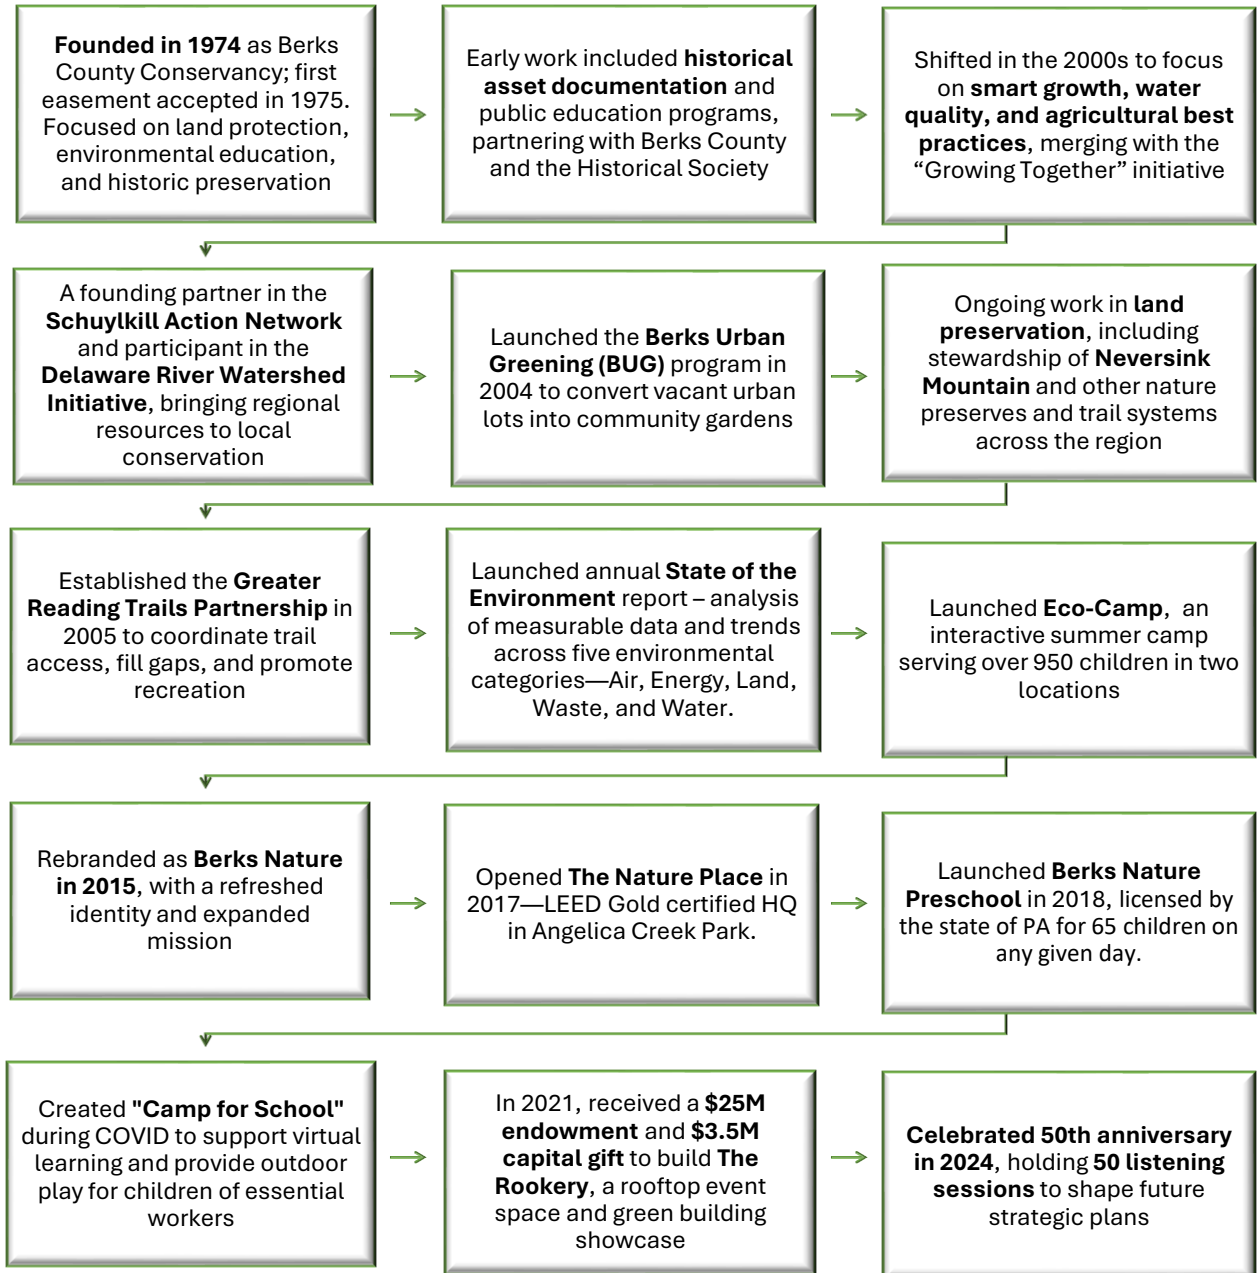 Founded in 1974 as Berks
County Conservancy; first
easement accepted in 1975.
Focused on land protection,
environmental education,
and historic preservation
Early work included historical
asset documentation and
public education programs,
partnering with Berks County
and the Historical Society
Shifted in the 2000s to focus
on smart growth, water
quality, and agricultural best
practices, merging with the
“Growing Together” initiative
A founding partner in the
Schuylkill Action Network
and participant in the
Delaware River Watershed
Initiative, bringing regional
resources to local
conservation
Launched the Berks Urban
Greening (BUG) program in
2004 to convert vacant urban
lots into community gardens
Ongoing work in land
preservation, including
stewardship of Neversink
Mountain and other nature
preserves and trail systems
across the region
Established the Greater
Reading Trails Partnership in
2005 to coordinate trail
access, fill gaps, and promote
recreation
Launched annual State of the
Environment report – analysis
of measurable data and trends
across five environmental
categories—Air, Energy, Land,
Waste, and Water.
Launched Eco-Camp, an
interactive summer camp
serving over 950 children in two
locations
Rebranded as Berks Nature
in 2015, with a refreshed
identity and expanded
mission
Opened The Nature Place in
2017—LEED Gold certified HQ
in Angelica Creek Park.
Launched Berks Nature
Preschool in 2018, licensed by
the state of PA for 65 children on
any given day.
Created "Camp for School"
during COVID to support virtual
learning and provide outdoor
play for children of essential
workers
In 2021, received a $25M
endowment and $3.5M
capital gift to build The
Rookery, a rooftop event
space and green building
showcase
Celebrated 50th anniversary
in 2024, holding 50 listening
sessions to shape future
strategic plans